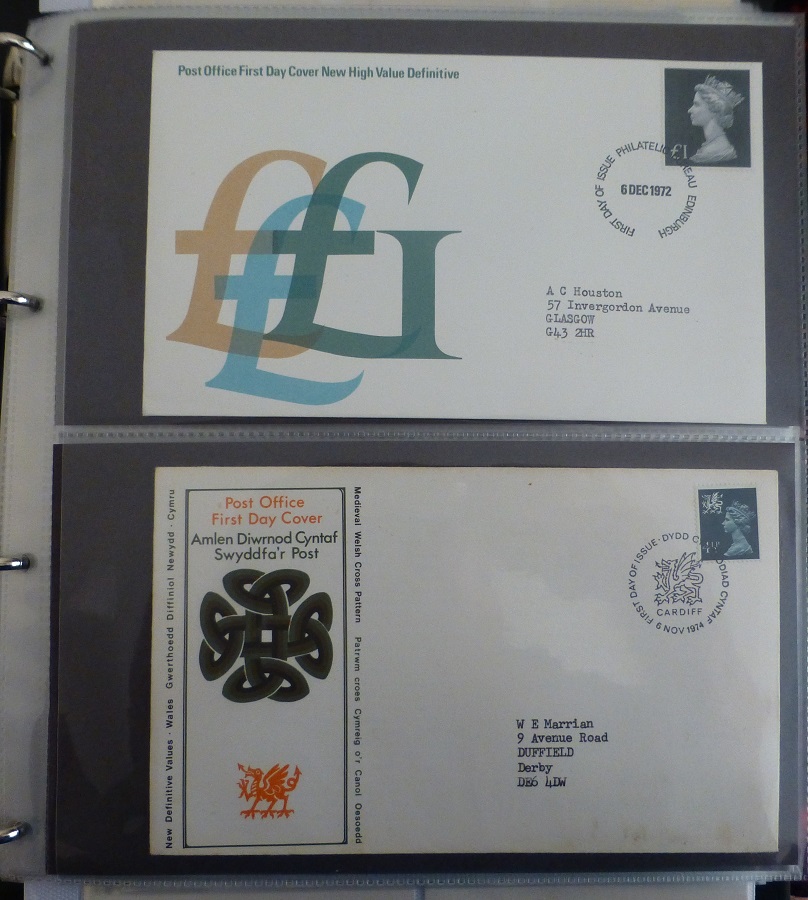 Post Office First Day Cover New High Value Definitive
£1
FIRST DAY OF ISSUE PHILATELIC EDINBURGH
6 DEC 1972
£££1
A C Houston
57 Invergordon Avenue
GLASGOW
G43 2HR
New Definitive Values · Wales Gwerthoedd Diffiniol Newydd · Cymru
Post Office
First Day Cover
Amlen Diwrnod Cyntaf
Swyddfa'r Post
Medieval Welsh Cross Pattern Patrwm croes Cymreig o'r Canol Oesoedd
FIRST DAY OF ISSUE · DYDD CYNTAF
CARDIFF
6 NOV 1974
W E Marrian
9 Avenue Road
DUFFIELD
Derby
DE6 4DW